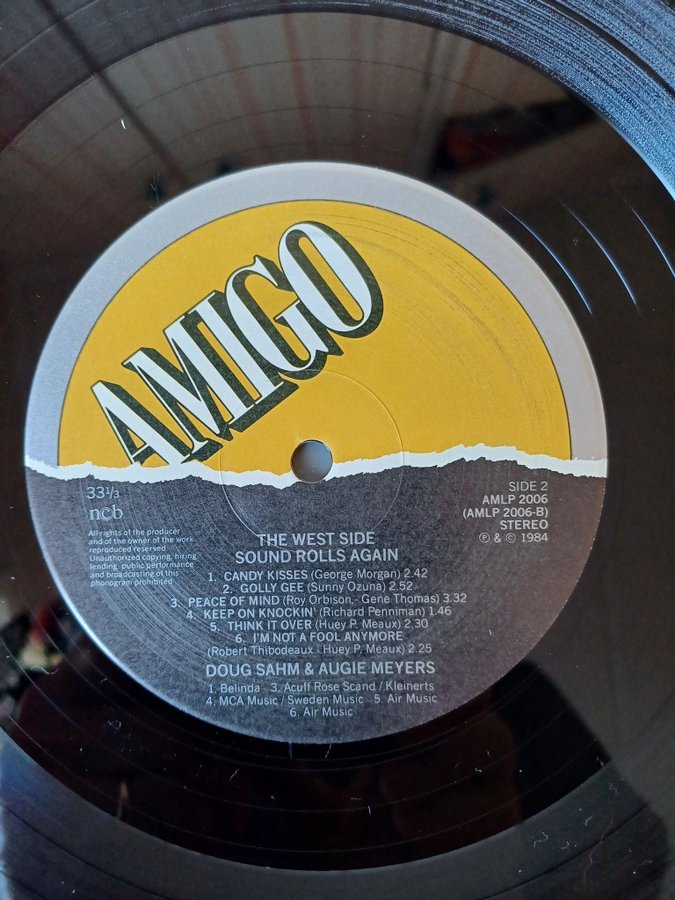 AMIGO
33 1/3
ncb
All rights of the producer
and of the owner of the work
reproduced reserved
Unauthorized copying, hiring
lending public performance
and broadcasting of this
phonogram prohibited
SIDE 2
AMLP 2006
(AMLP 2006-B)
STEREO
Ⓟ & © 1984
THE WEST SIDE
SOUND ROLLS AGAIN
1. CANDY KISSES (George Morgan) 2.42
2. GOLLY GEE (Sunny Ozuna) 2.52
3. PEACE OF MIND (Roy Orbison - Gene Thomas) 3.32
4. KEEP ON KNOCKIN' (Richard Penniman) 1.46
5. THINK IT OVER (Huey P. Meaux) 2.30
6. I'M NOT A FOOL ANYMORE
(Robert Thibodeaux - Huey P. Meaux) 2.25
DOUG SAHM & AUGIE MEYERS
1. Belinda 3. Acuff Rose Scand / Kleinerts
4. MCA Music / Sweden Music 5. Air Music
6. Air Music